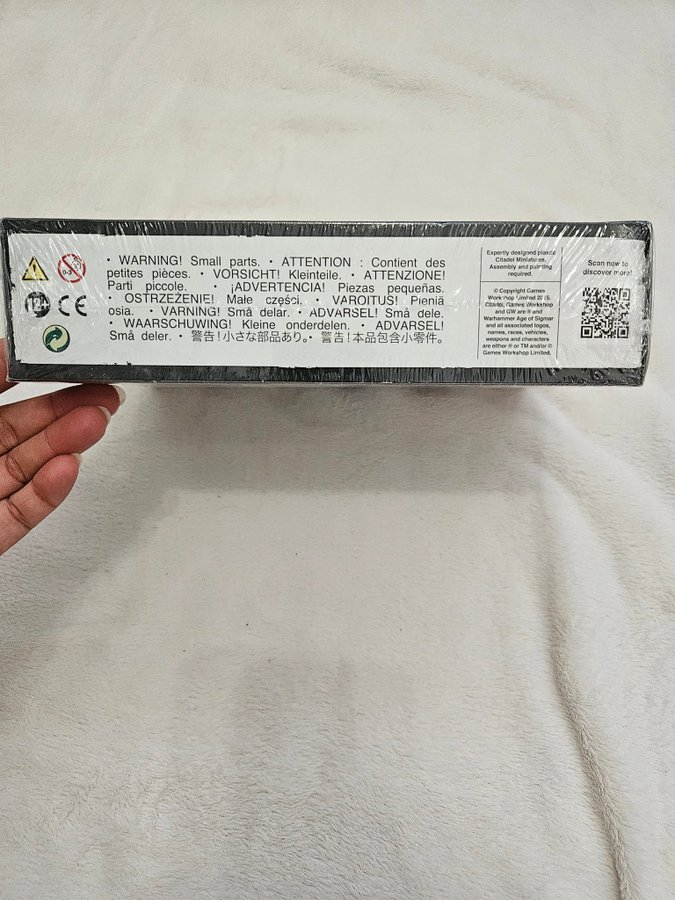 0-3
12+
CE
• WARNING! Small parts. • ATTENTION : Contient des
petites pièces. • VORSICHT! Kleinteile. • ATTENZIONE!
Parti piccole. • ¡ADVERTENCIA! Piezas pequeñas.
• OSTRZEŻENIE! Małe części. • VAROITUS! Pieniä
osia. • VARNING! Små delar. • ADVARSEL! Små dele.
• WAARSCHUWING! Kleine onderdelen. • ADVARSEL!
Små deler. • 警告！小さな部品あり。• 警告！本品包含小零件。
Expertly designed plastic
Citadel Miniatures.
Assembly and painting
required.
© Copyright Games
Workshop Limited
Citadel, Games Workshop
and GW are ® and
Warhammer Age of Sigmar
and all associated logos,
names, races, vehicles,
weapons and characters
are either ® or TM and/or ©
Games Workshop Limited.
Scan now to
discover more!